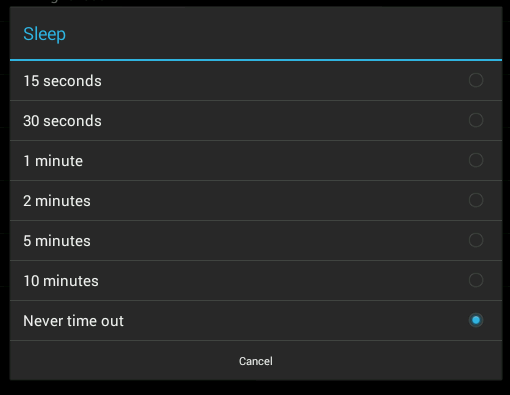 Sleep
15 seconds
30 seconds
1 minute
2 minutes
5 minutes
10 minutes
Never time out
Cancel